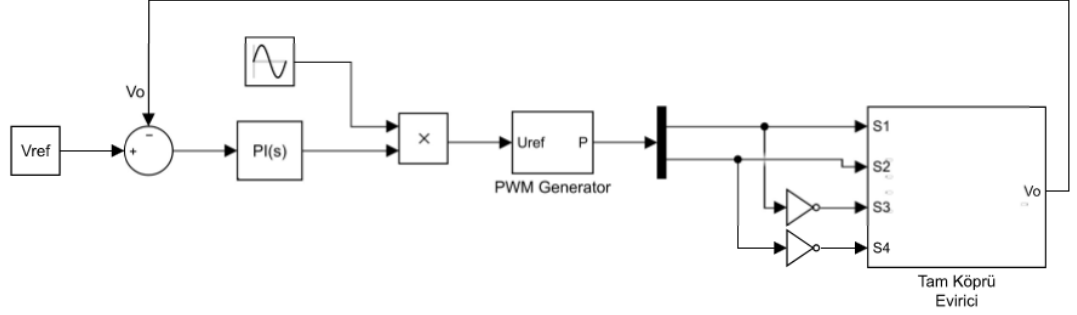 Vo
Vref
+
−
PI(s)
×
Uref
P
PWM Generator
S1
S2
S3
S4
Vo
Tam Köprü
Evirici